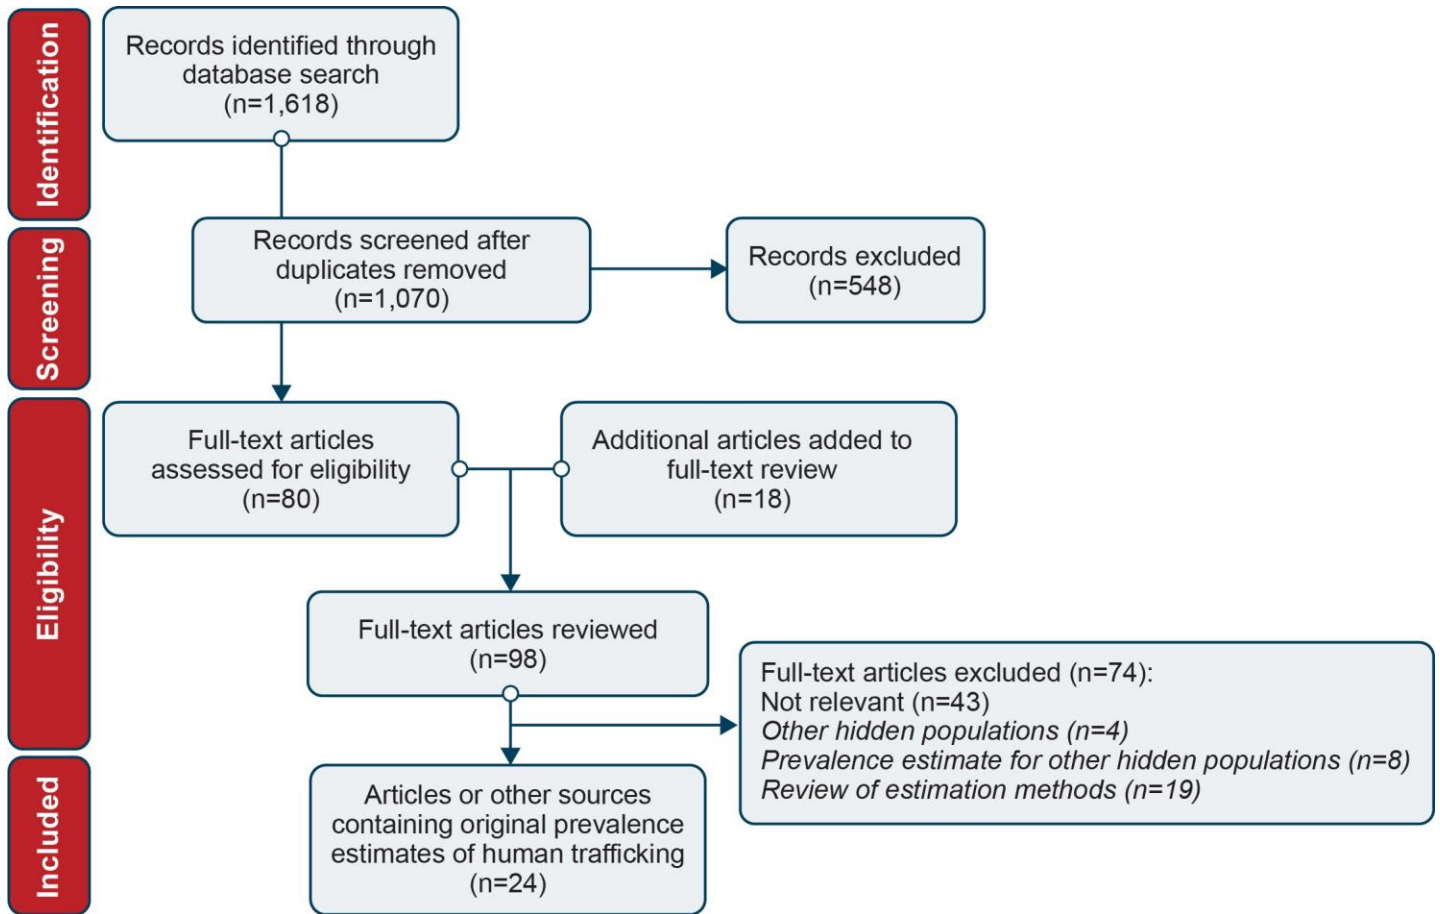 Identification
Records identified through
database search
(n=1,618)
Screening
Records screened after
duplicates removed
(n=1,070)
Records excluded
(n=548)
Eligibility
Full-text articles
assessed for eligibility
(n=80)
Additional articles added to
full-text review
(n=18)
Full-text articles reviewed
(n=98)
Full-text articles excluded (n=74):
Not relevant (n=43)
Other hidden populations (n=4)
Prevalence estimate for other hidden populations (n=8)
Review of estimation methods (n=19)
Included
Articles or other sources
containing original prevalence
estimates of human trafficking
(n=24)